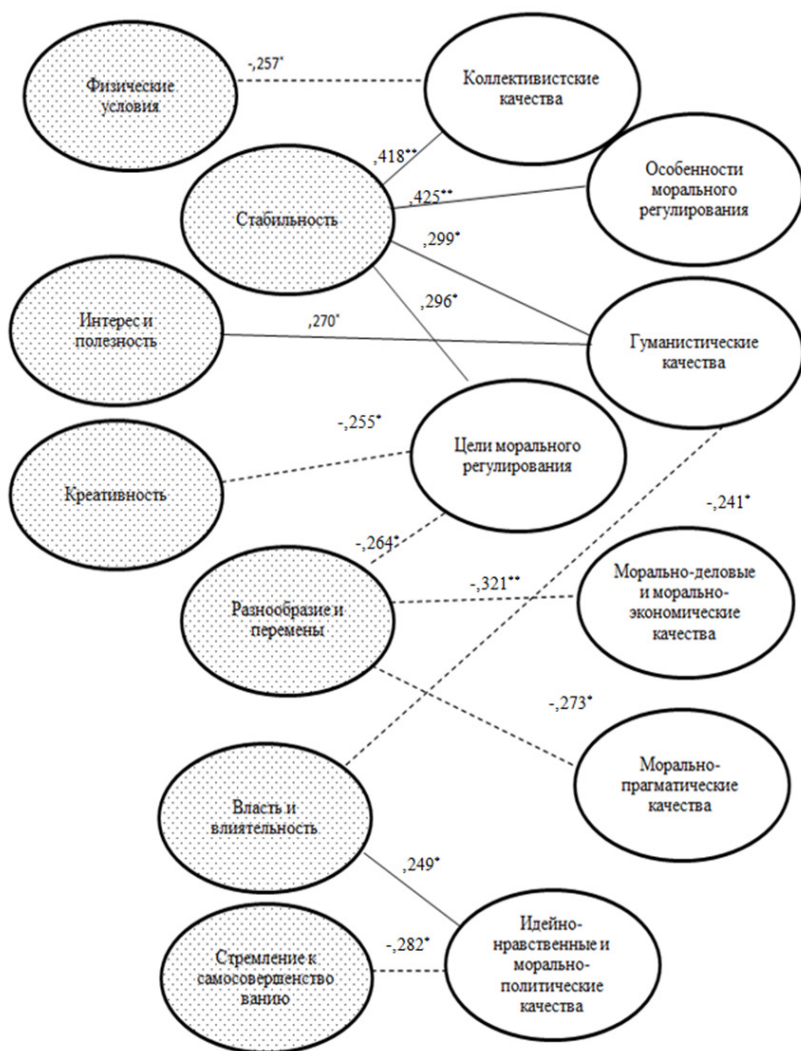 -,257*
Физические
условия
Коллективистские
качества
,418**
Особенности
морального
регулирования
,425**
Стабильность
,299*
,296*
Интерес и
полезность
,270*
Гуманистические
качества
-,255*
Цели морального
регулирования
Креативность
-,241*
-,264*
-,321**
Морально-деловые
и морально-
экономические
качества
Разнообразие и
перемены
-,273*
Морально-
прагматические
качества
Власть и
влиятельность
,249*
Идейно-
нравственные и
морально-
политические
качества
-,282*
Стремление к
самосовершенство
ванию